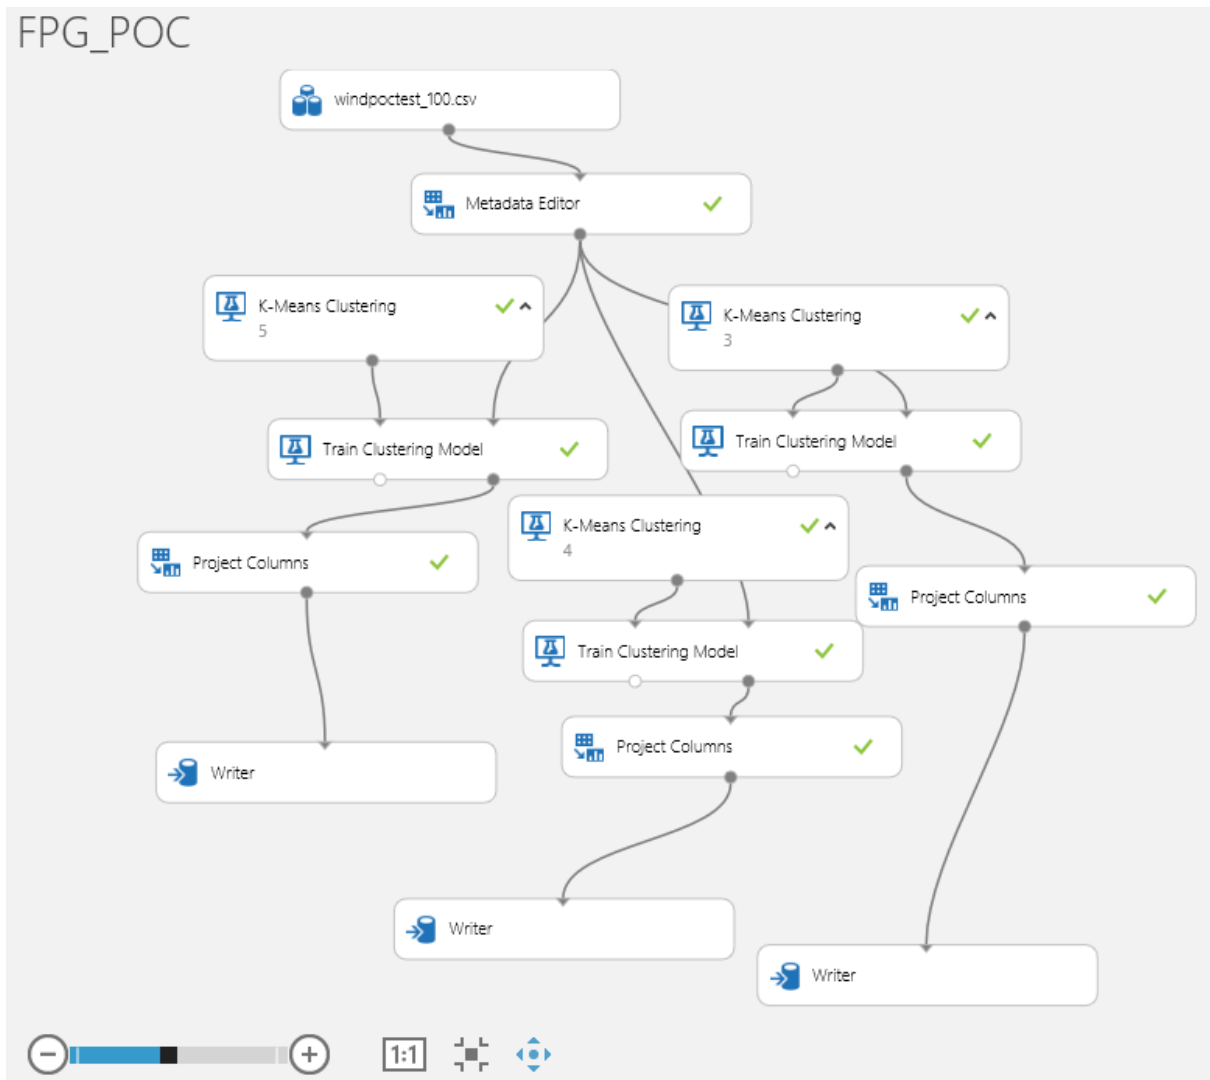 FPG_POC
windpoctest_100.csv
Metadata Editor
K-Means Clustering
5
K-Means Clustering
3
Train Clustering Model
Train Clustering Model
K-Means Clustering
4
Project Columns
Project Columns
Train Clustering Model
Project Columns
Writer
Writer
Writer
1:1